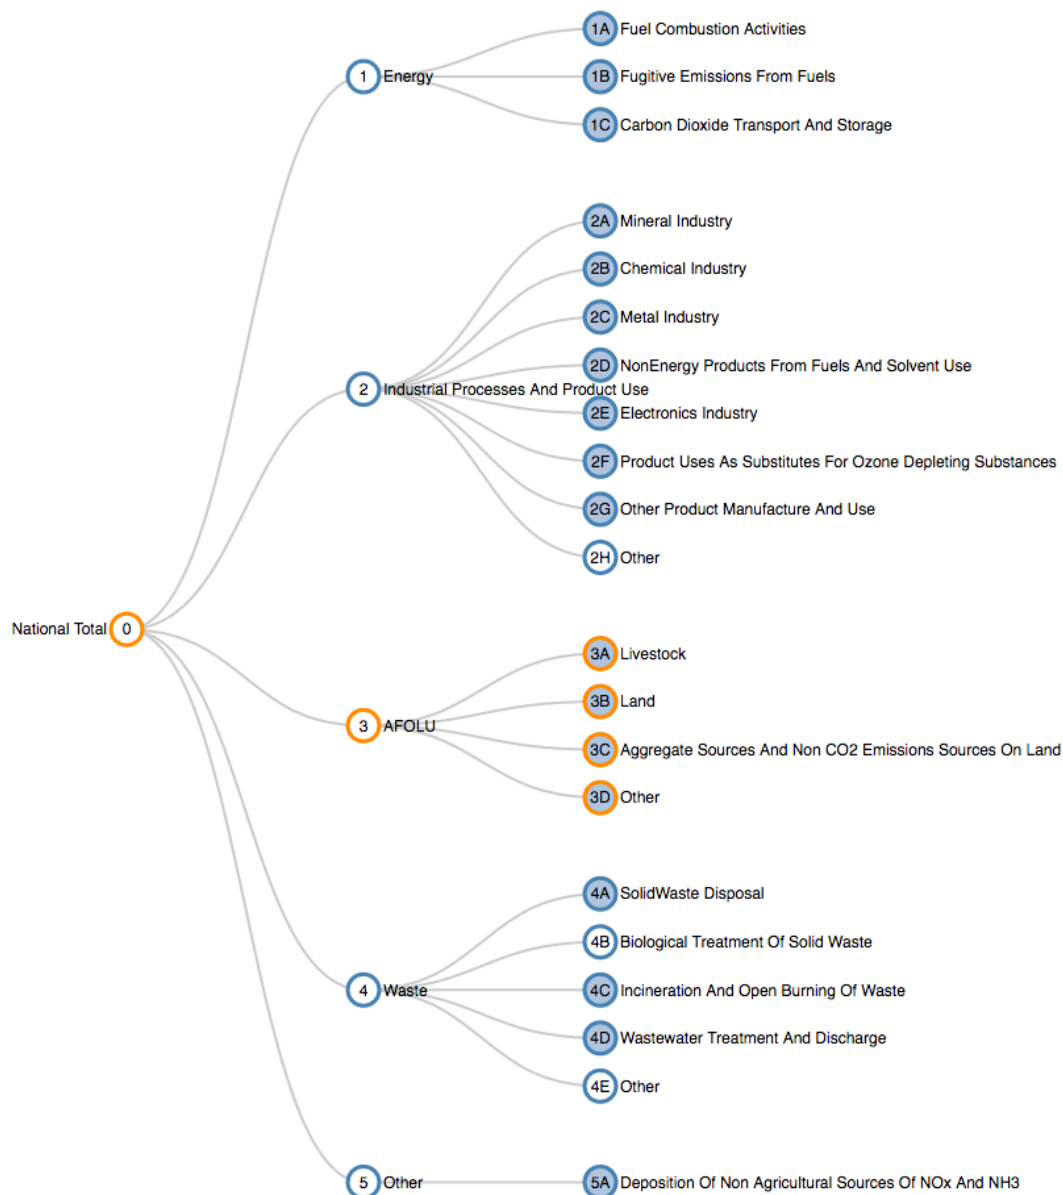 1A Fuel Combustion Activities
1 Energy
1B Fugitive Emissions From Fuels
1C Carbon Dioxide Transport And Storage
2A Mineral Industry
2B Chemical Industry
2C Metal Industry
2D NonEnergy Products From Fuels And Solvent Use
2 Industrial Processes And Product Use
2E Electronics Industry
2F Product Uses As Substitutes For Ozone Depleting Substances
2G Other Product Manufacture And Use
2H Other
National Total 0
3A Livestock
3B Land
3 AFOLU
3C Aggregate Sources And Non CO2 Emissions Sources On Land
3D Other
4A SolidWaste Disposal
4B Biological Treatment Of Solid Waste
4 Waste
4C Incineration And Open Burning Of Waste
4D Wastewater Treatment And Discharge
4E Other
5 Other
5A Deposition Of Non Agricultural Sources Of NOx And NH3